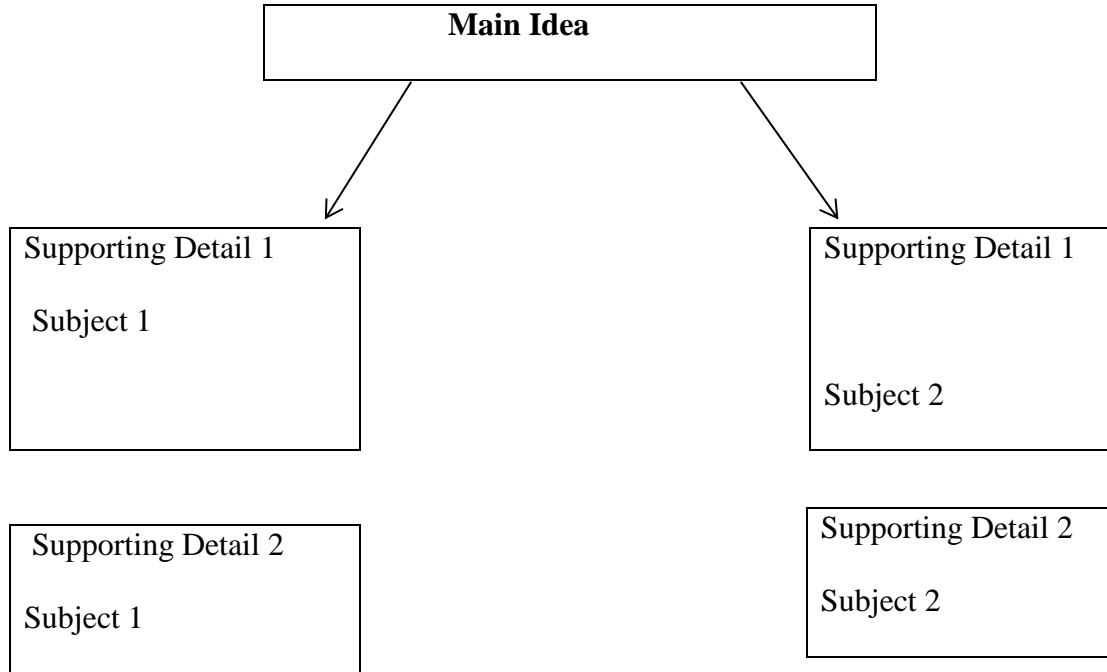 Main Idea
Supporting Detail 1
Subject 1
Supporting Detail 1
Subject 2
Supporting Detail 2
Subject 1
Supporting Detail 2
Subject 2